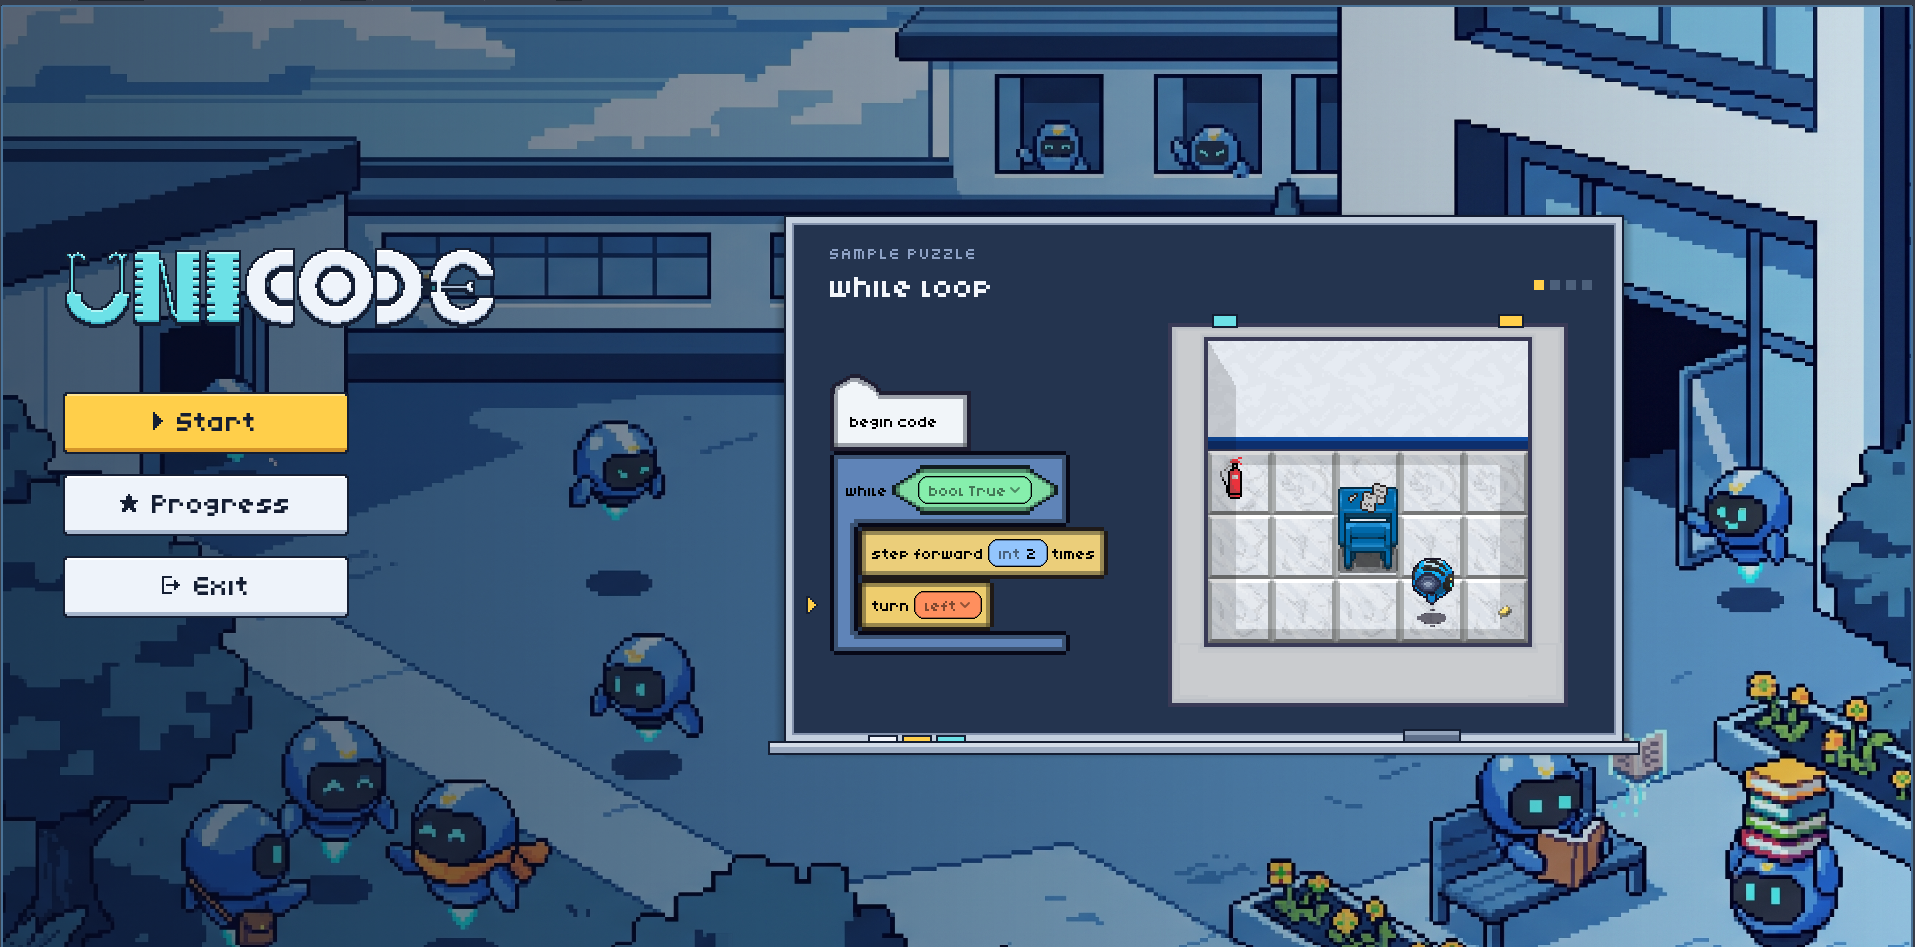 UNICODE
Start
Progress
Exit
SAMPLE PUZZLE
while loop
begin code
while bool True
step forward int 2 times
turn left